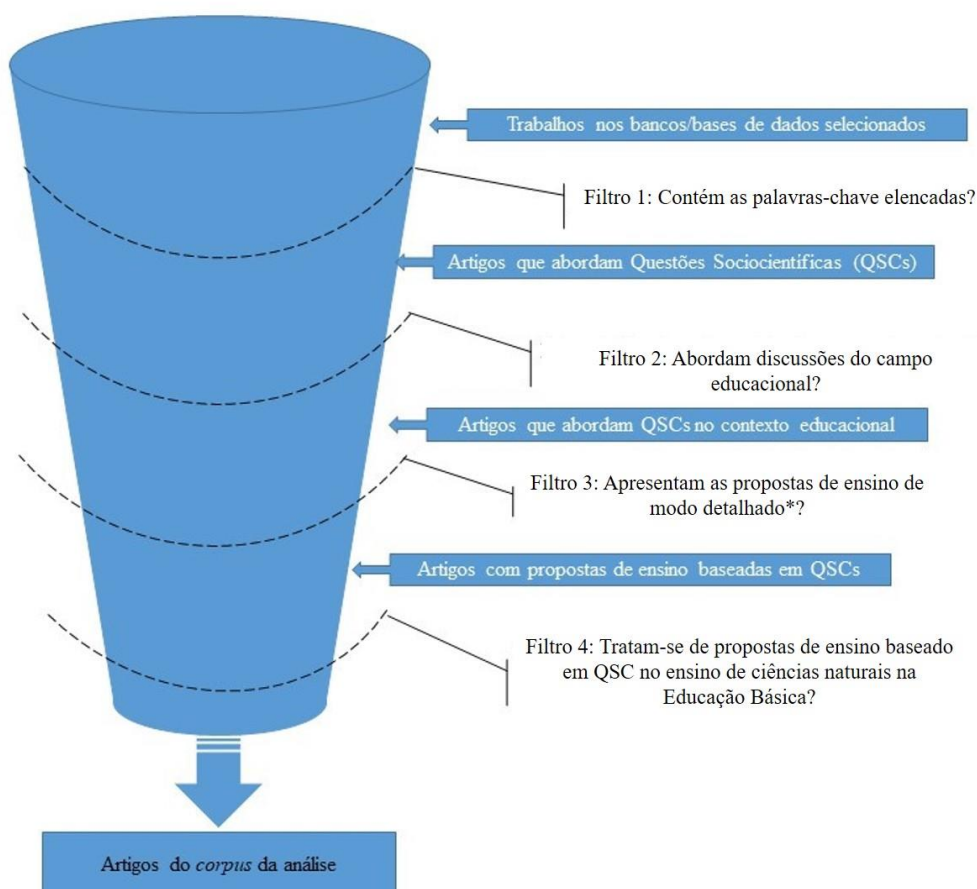 Trabalhos nos bancos/bases de dados selecionados
Filtro 1: Contém as palavras-chave elencadas?
Artigos que abordam Questões Sociocientíficas (QSCs)
Filtro 2: Abordam discussões do campo
educacional?
Artigos que abordam QSCs no contexto educacional
Filtro 3: Apresentam as propostas de ensino de
modo detalhado*?
Artigos com propostas de ensino baseadas em QSCs
Filtro 4: Tratam-se de propostas de ensino baseado
em QSC no ensino de ciências naturais na
Educação Básica?
Artigos do corpus da análise